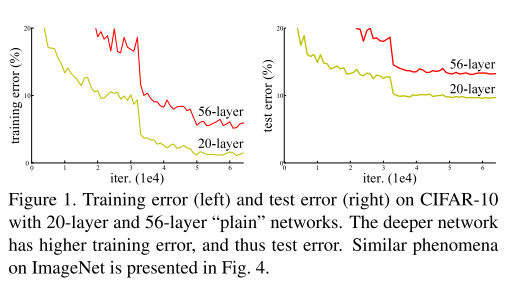 20
10
0
training error (%)
0 1 2 3 4 5 6
iter. (1e4)
56-layer
20-layer
20
10
0
test error (%)
0 1 2 3 4 5 6
iter. (1e4)
56-layer
20-layer
Figure 1. Training error (left) and test error (right) on CIFAR-10
with 20-layer and 56-layer “plain” networks. The deeper network
has higher training error, and thus test error. Similar phenomena
on ImageNet is presented in Fig. 4.